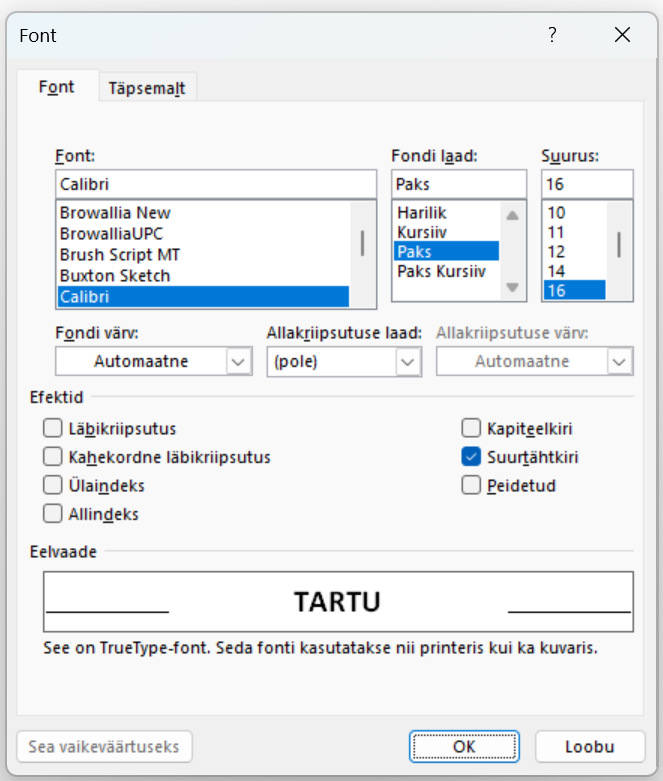 Font ?
Font Täpsemalt
Font: Fondi laad: Suurus:
Calibri Paks 16
Browallia New Harilik 10
BrowalliaUPC Kursiiv 11
Brush Script MT Paks 12
Buxton Sketch Paks Kursiiv 14
Calibri 16
Fondi värv: Allakriipsutuse laad: Allakriipsutuse värv:
Automaatne (pole) Automaatne
Efektid
Läbikriipsutus Kapiteelkiri
Kahekordne läbikriipsutus Suurtähtkiri
Ülaindeks Peidetud
Allindeks
Eelvaade
TARTU
See on TrueType-font. Seda fonti kasutatakse nii printeris kui ka kuvaris.
Sea vaikeväärtuseks OK Loobu